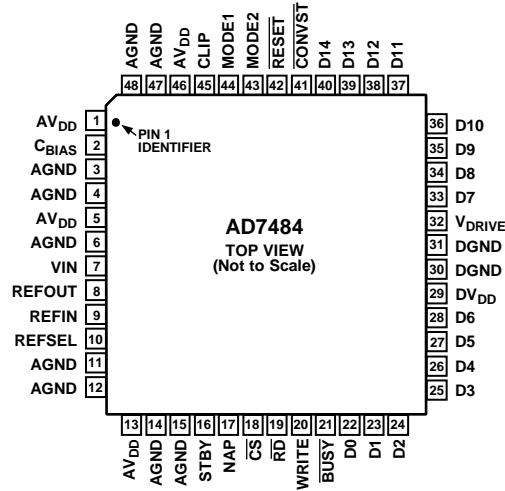 AGND
AGND
AVDD
CLIP
MODE1
MODE2
RESET
CONVST
D14
D13
D12
D11
48
47
46
45
44
43
42
41
40
39
38
37
AVDD 1
CBIAS 2
AGND 3
AGND 4
AVDD 5
AGND 6
VIN 7
REFOUT 8
REFIN 9
REFSEL 10
AGND 11
AGND 12
PIN 1
IDENTIFIER
AD7484
TOP VIEW
(Not to Scale)
36 D10
35 D9
34 D8
33 D7
32 VDRIVE
31 DGND
30 DGND
29 DVDD
28 D6
27 D5
26 D4
25 D3
13
14
15
16
17
18
19
20
21
22
23
24
AVDD
AGND
AGND
STBY
NAP
CS
RD
WRITE
BUSY
D0
D1
D2